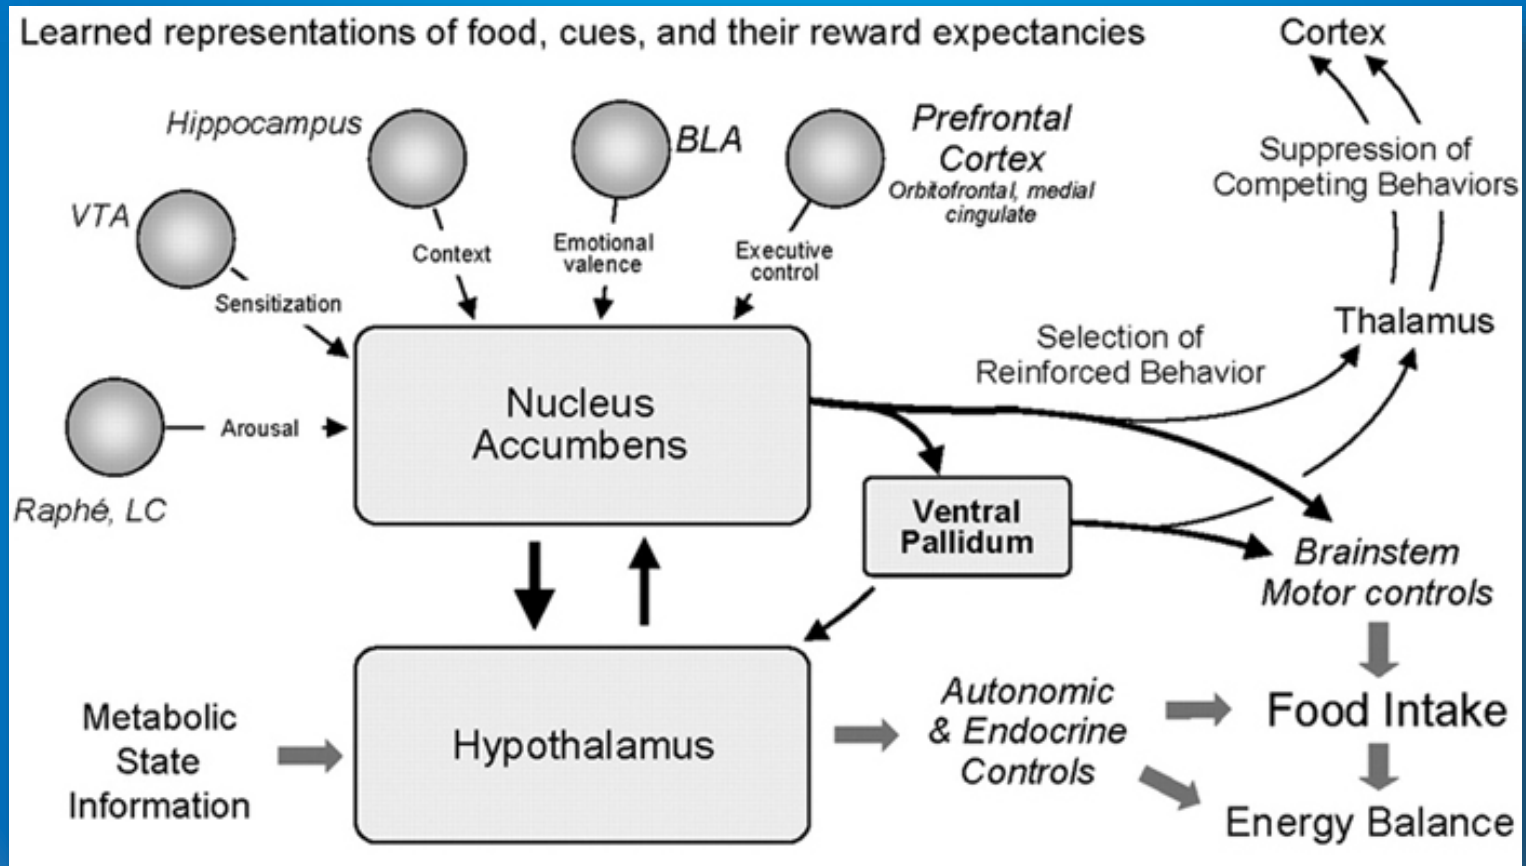 Learned representations of food, cues, and their reward expectancies
Cortex
Hippocampus
BLA
Prefrontal
Cortex
Orbitofrontal, medial
cingulate
Suppression of
Competing Behaviors
VTA
Context
Emotional
valence
Executive
control
Sensitization
Thalamus
Selection of
Reinforced Behavior
Nucleus
Accumbens
Arousal
Raphé, LC
Ventral
Pallidum
Brainstem
Motor controls
Metabolic
State
Information
Hypothalamus
Autonomic
& Endocrine
Controls
Food Intake
Energy Balance